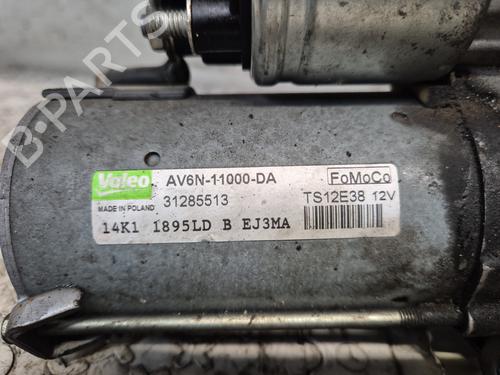 B-PARTS
Valeo AV6N-11000-DA FoMoCo
31285513 TS12E38 12V
MADE IN POLAND
14K1 1895LD B EJ3MA